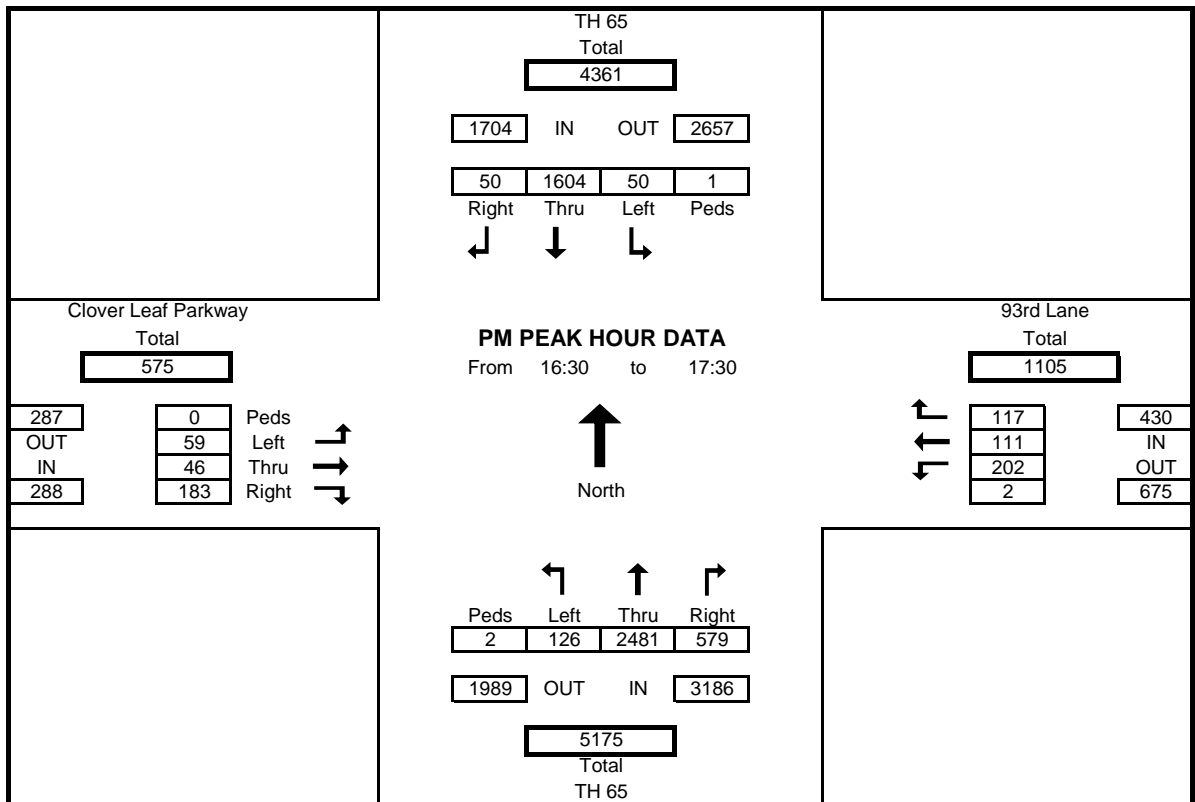 TH 65
Total
4361
1704 IN OUT 2657
50 1604 50 1
Right Thru Left Peds
Clover Leaf Parkway
Total
575
287
OUT
IN
288
0 Peds
59 Left
46 Thru
183 Right
PM PEAK HOUR DATA
From 16:30 to 17:30
North
93rd Lane
Total
1105
117
111
202
2
430
IN
OUT
675
Peds Left Thru Right
2 126 2481 579
1989 OUT IN 3186
5175
Total
TH 65